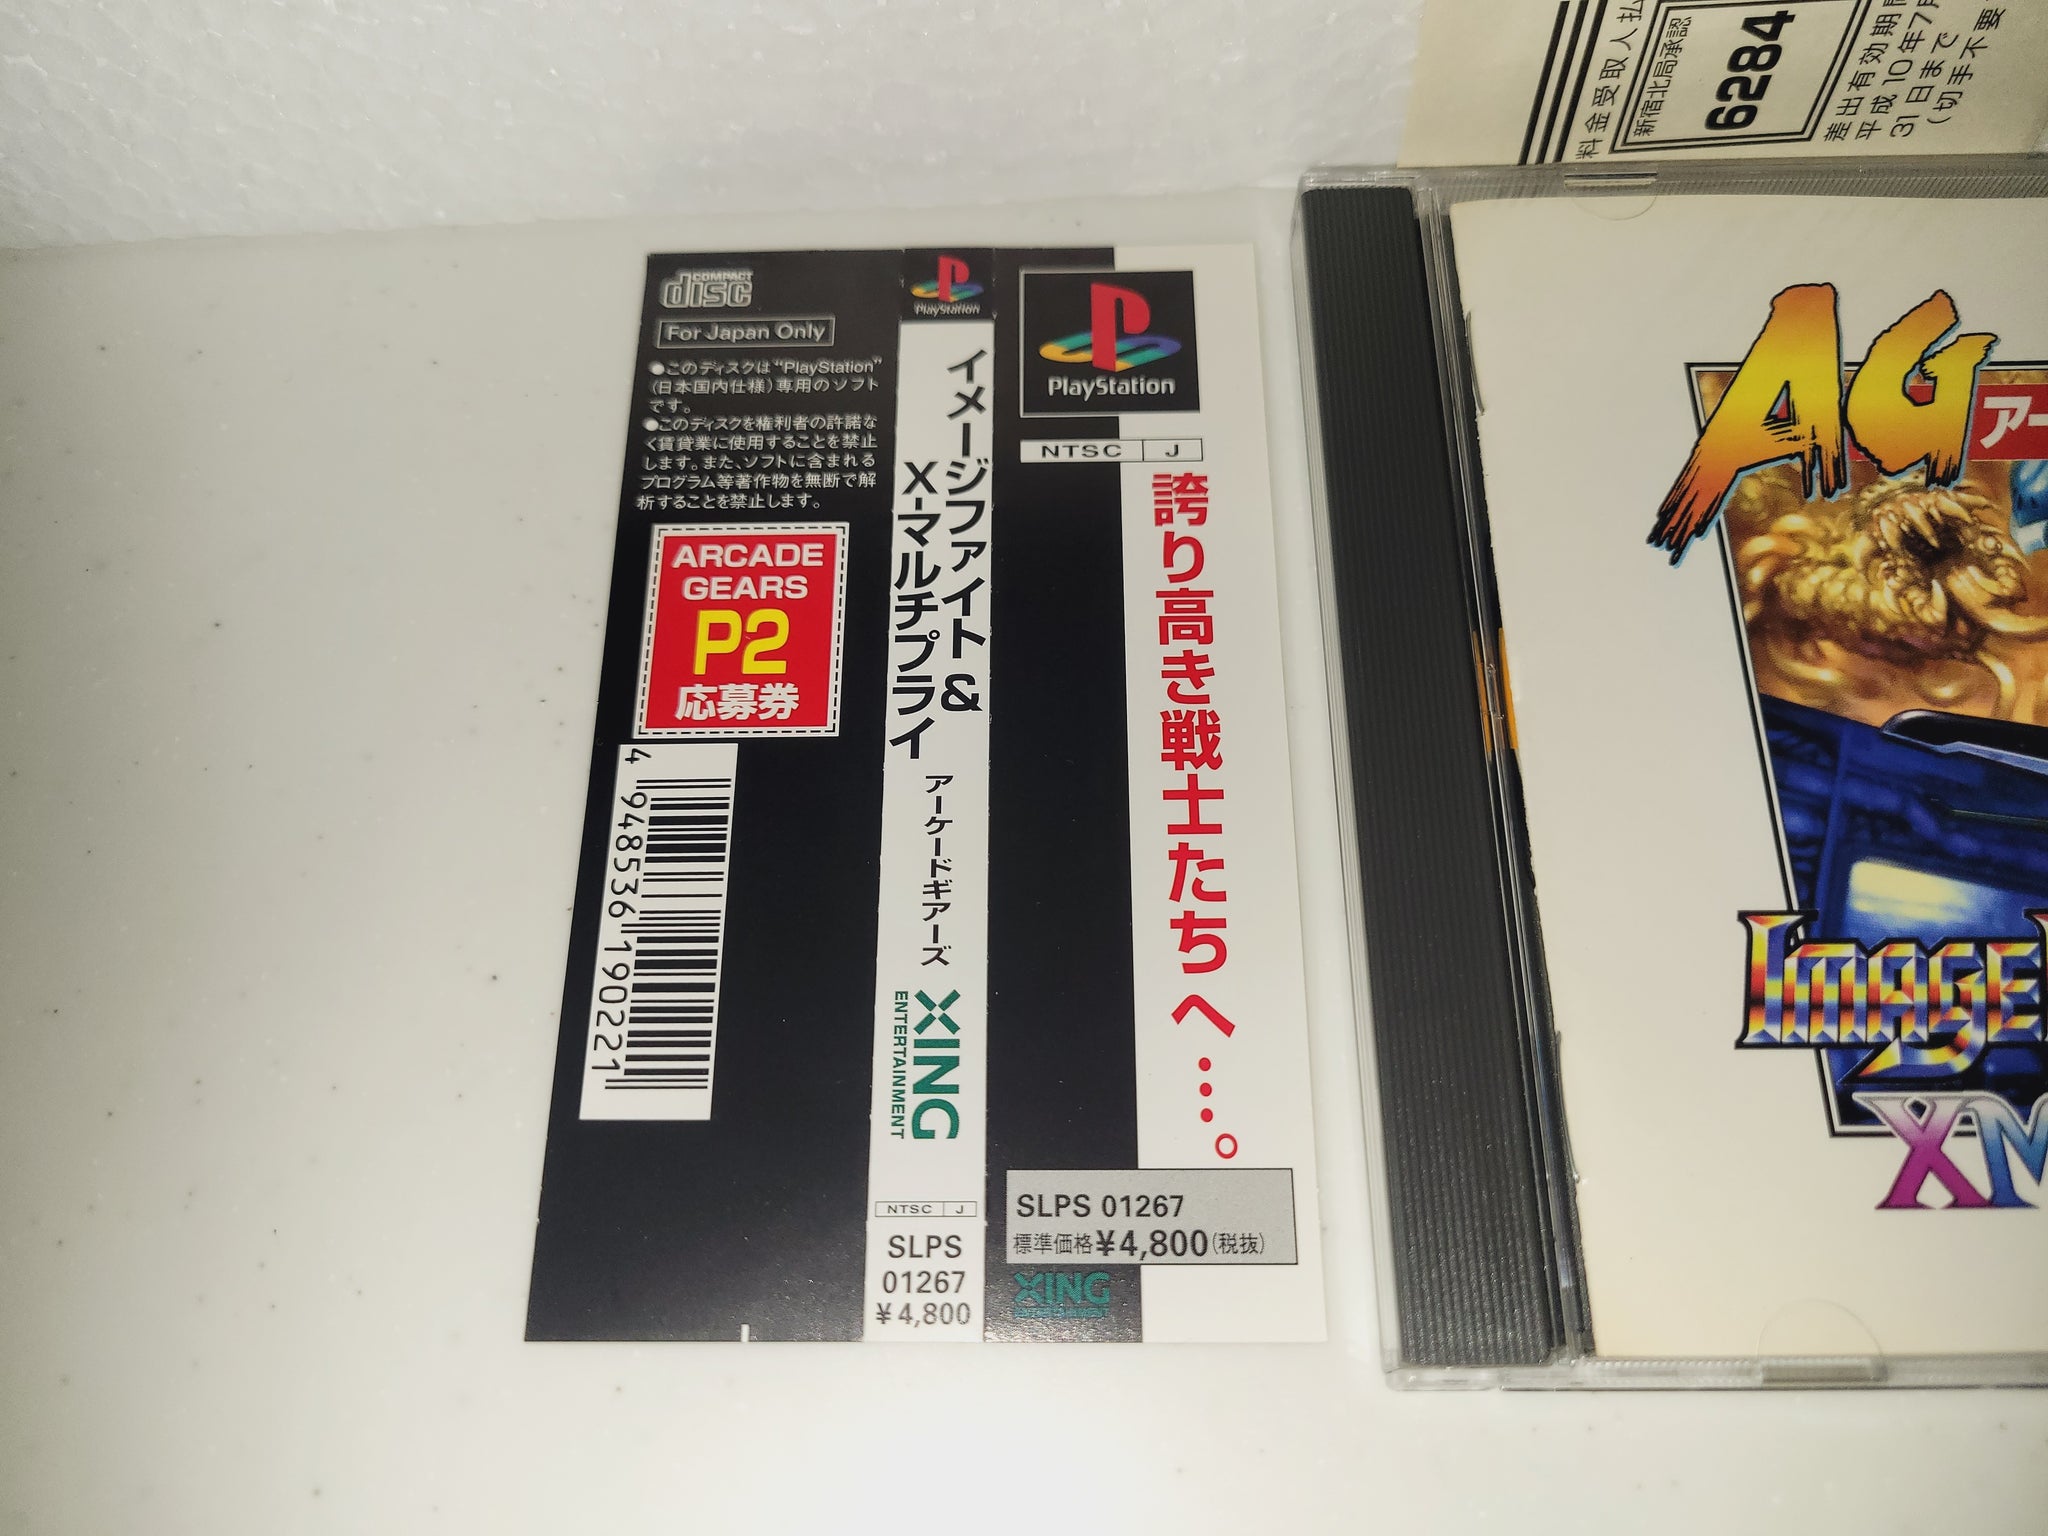 COMPACT
disc
For Japan Only
●このディスクは“PlayStation”
(日本国内仕様)専用のソフト
です。
●このディスクを権利者の許諾な
く賃貸業に使用することを禁止
します。また、ソフトに含まれる
プログラム等著作物を無断で解
析することを禁止します。
ARCADE
GEARS
P2
応募券
4 948536 190221
PlayStation
イメージファイト&
X-マルチプライ
アーケードギアーズ
XING
ENTERTAINMENT
NTSC J
SLPS
01267
¥4,800
PlayStation
NTSC J
誇り高き戦士たちへ…。
SLPS 01267
標準価格¥4,800(税抜)
XING
ENTERTAINMENT
料金受取人払
新宿北局承認
6284
差出有効期
平成10年7月
31日まで
(切手不要
AG
アー
IMAGE
XM